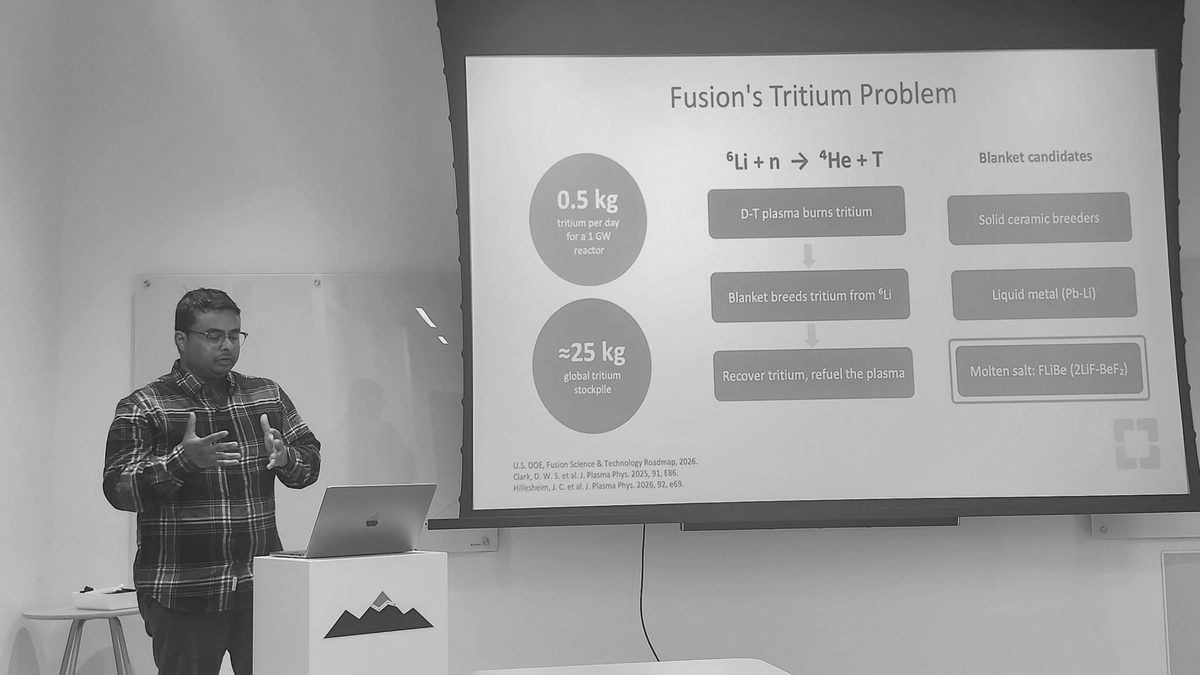 Fusion's Tritium Problem
0.5 kg
tritium per day
for a 1 GW
reactor
≈25 kg
global tritium
stockpile
⁶Li + n → ⁴He + T
D-T plasma burns tritium
Blanket breeds tritium from ⁶Li
Recover tritium, refuel the plasma
Blanket candidates
Solid ceramic breeders
Liquid metal (Pb-Li)
Molten salt: FLiBe (2LiF-BeF₂)
U.S. DOE, Fusion Science & Technology Roadmap, 2026.
Clark, D. W. S. et al. J. Plasma Phys. 2025, 91, E86.
Hillesheim, J. C. et al. J. Plasma Phys. 2026, 92, e69.